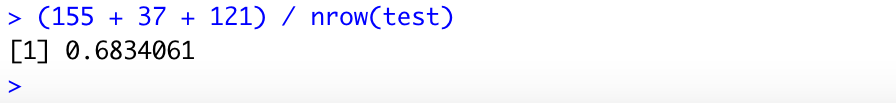 > (155 + 37 + 121) / nrow(test)
[1] 0.6834061
>